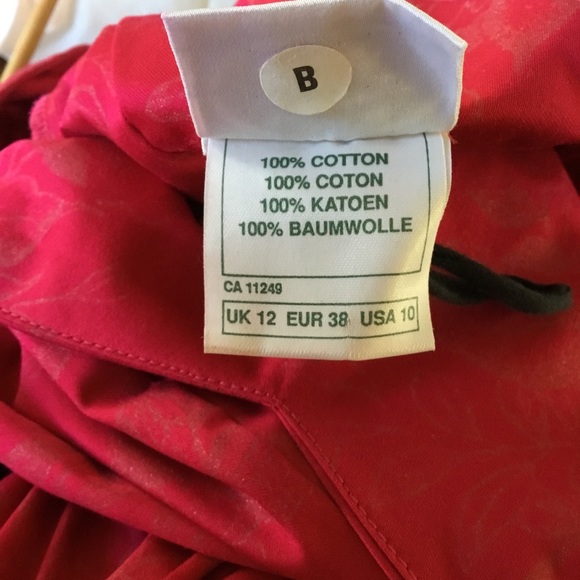 B
100% COTTON
100% COTON
100% KATOEN
100% BAUMWOLLE
CA 11249
UK 12 EUR 38 USA 10